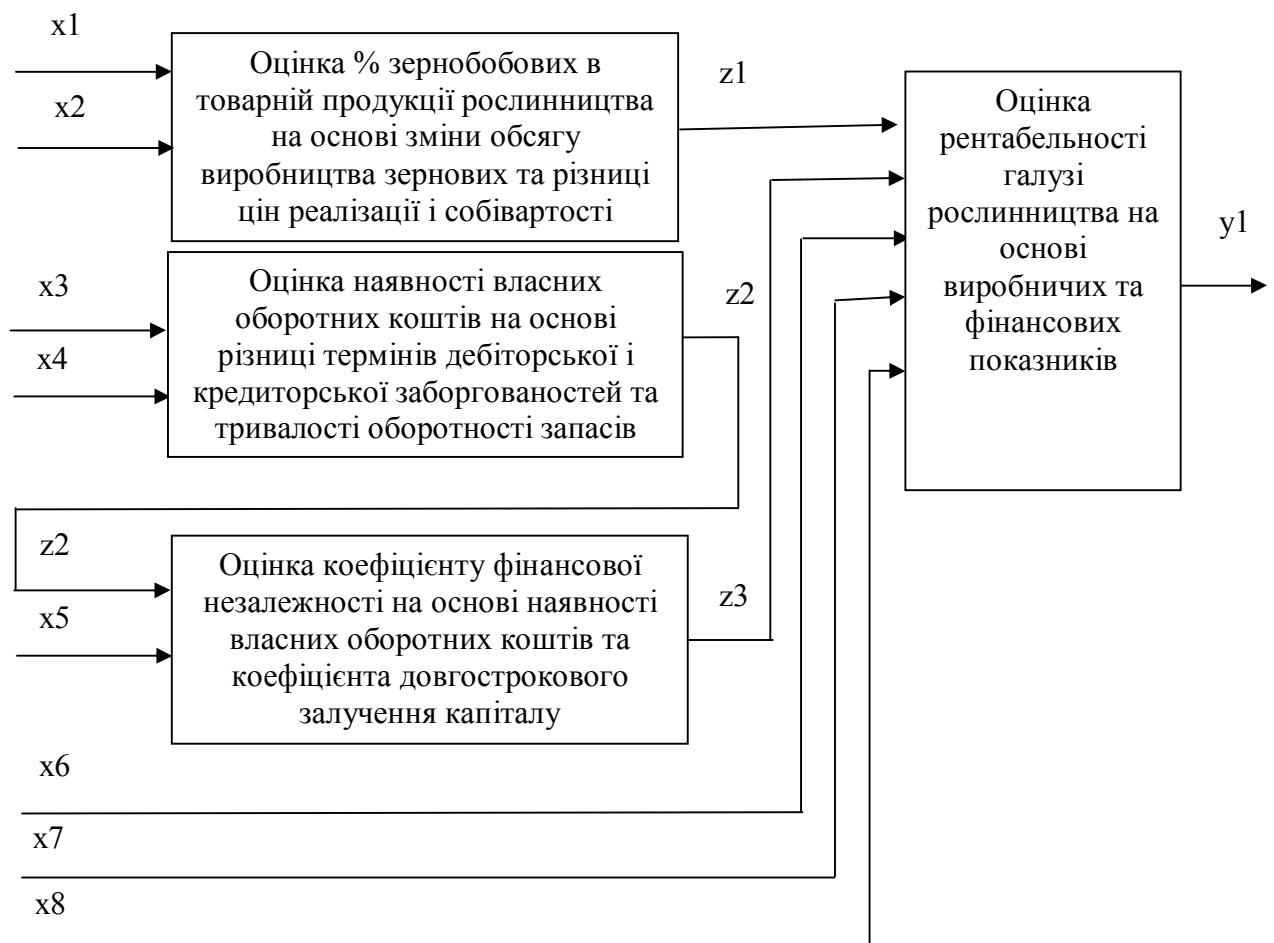 x1
x2
Оцінка % зернобобових в
товарній продукції рослинництва
на основі зміни обсягу
виробництва зернових та різниці
цін реалізації і собівартості
z1
x3
x4
Оцінка наявності власних
оборотних коштів на основі
різниці термінів дебіторської і
кредиторської заборгованостей та
тривалості оборотності запасів
z2
z2
x5
Оцінка коефіцієнту фінансової
незалежності на основі наявності
власних оборотних коштів та
коефіцієнта довгострокового
залучення капіталу
z3
x6
x7
x8
Оцінка
рентабельності
галузі
рослинництва на
основі
виробничих та
фінансових
показників
y1